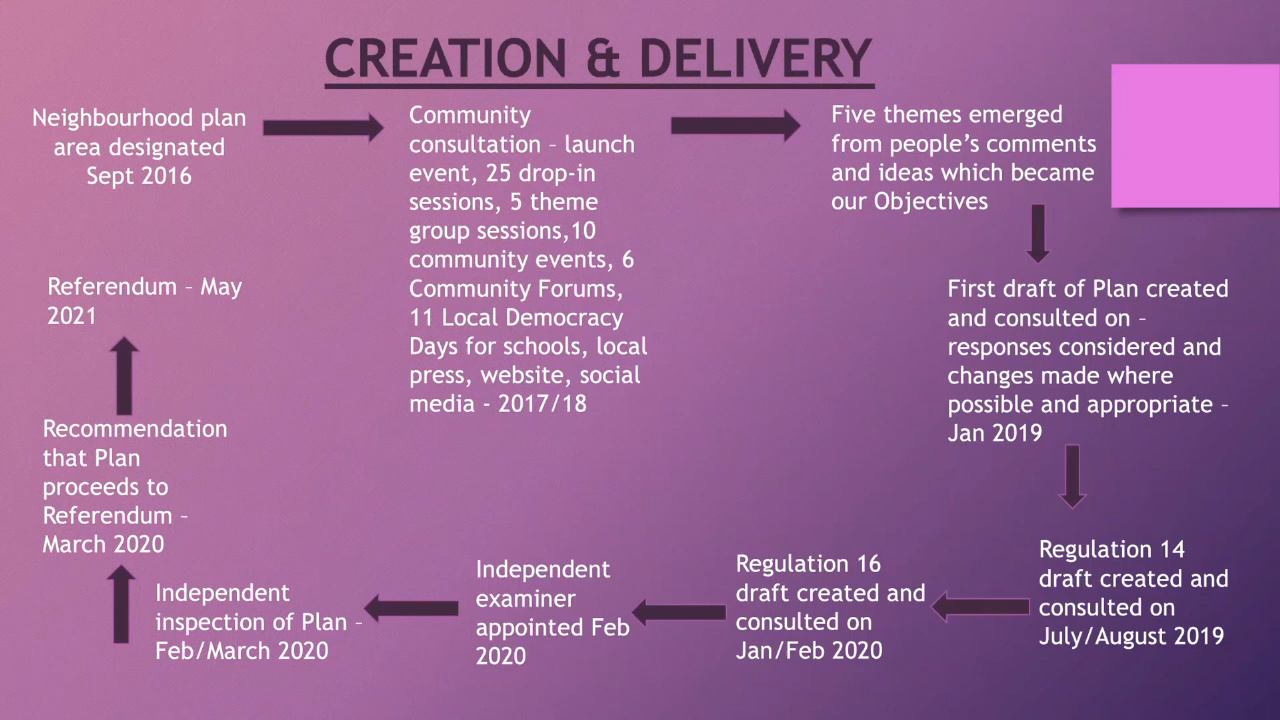 CREATION & DELIVERY
Neighbourhood plan
area designated
Sept 2016
Community
consultation – launch
event, 25 drop-in
sessions, 5 theme
group sessions,10
community events, 6
Community Forums,
11 Local Democracy
Days for schools, local
press, website, social
media - 2017/18
Five themes emerged
from people’s comments
and ideas which became
our Objectives
First draft of Plan created
and consulted on –
responses considered and
changes made where
possible and appropriate –
Jan 2019
Regulation 14
draft created and
consulted on
July/August 2019
Regulation 16
draft created and
consulted on
Jan/Feb 2020
Independent
examiner
appointed Feb
2020
Independent
inspection of Plan –
Feb/March 2020
Recommendation
that Plan
proceeds to
Referendum –
March 2020
Referendum – May
2021